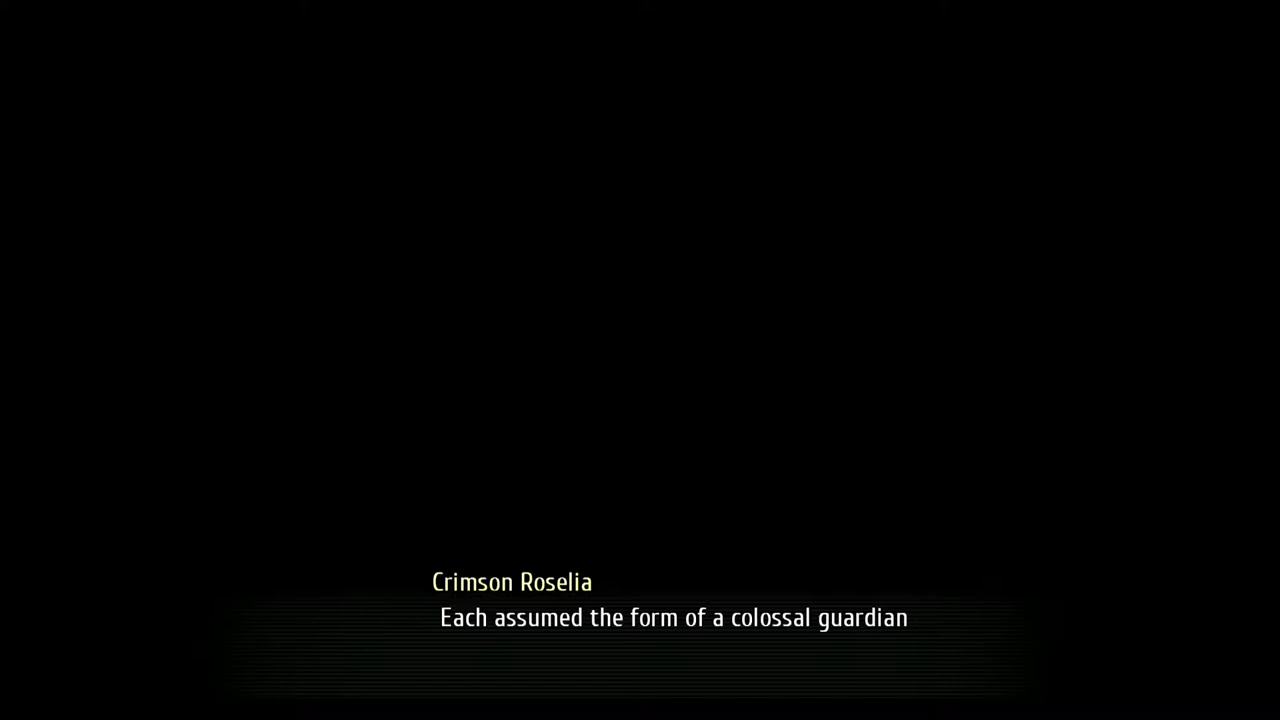 Crimson Roselia
Each assumed the form of a colossal guardian